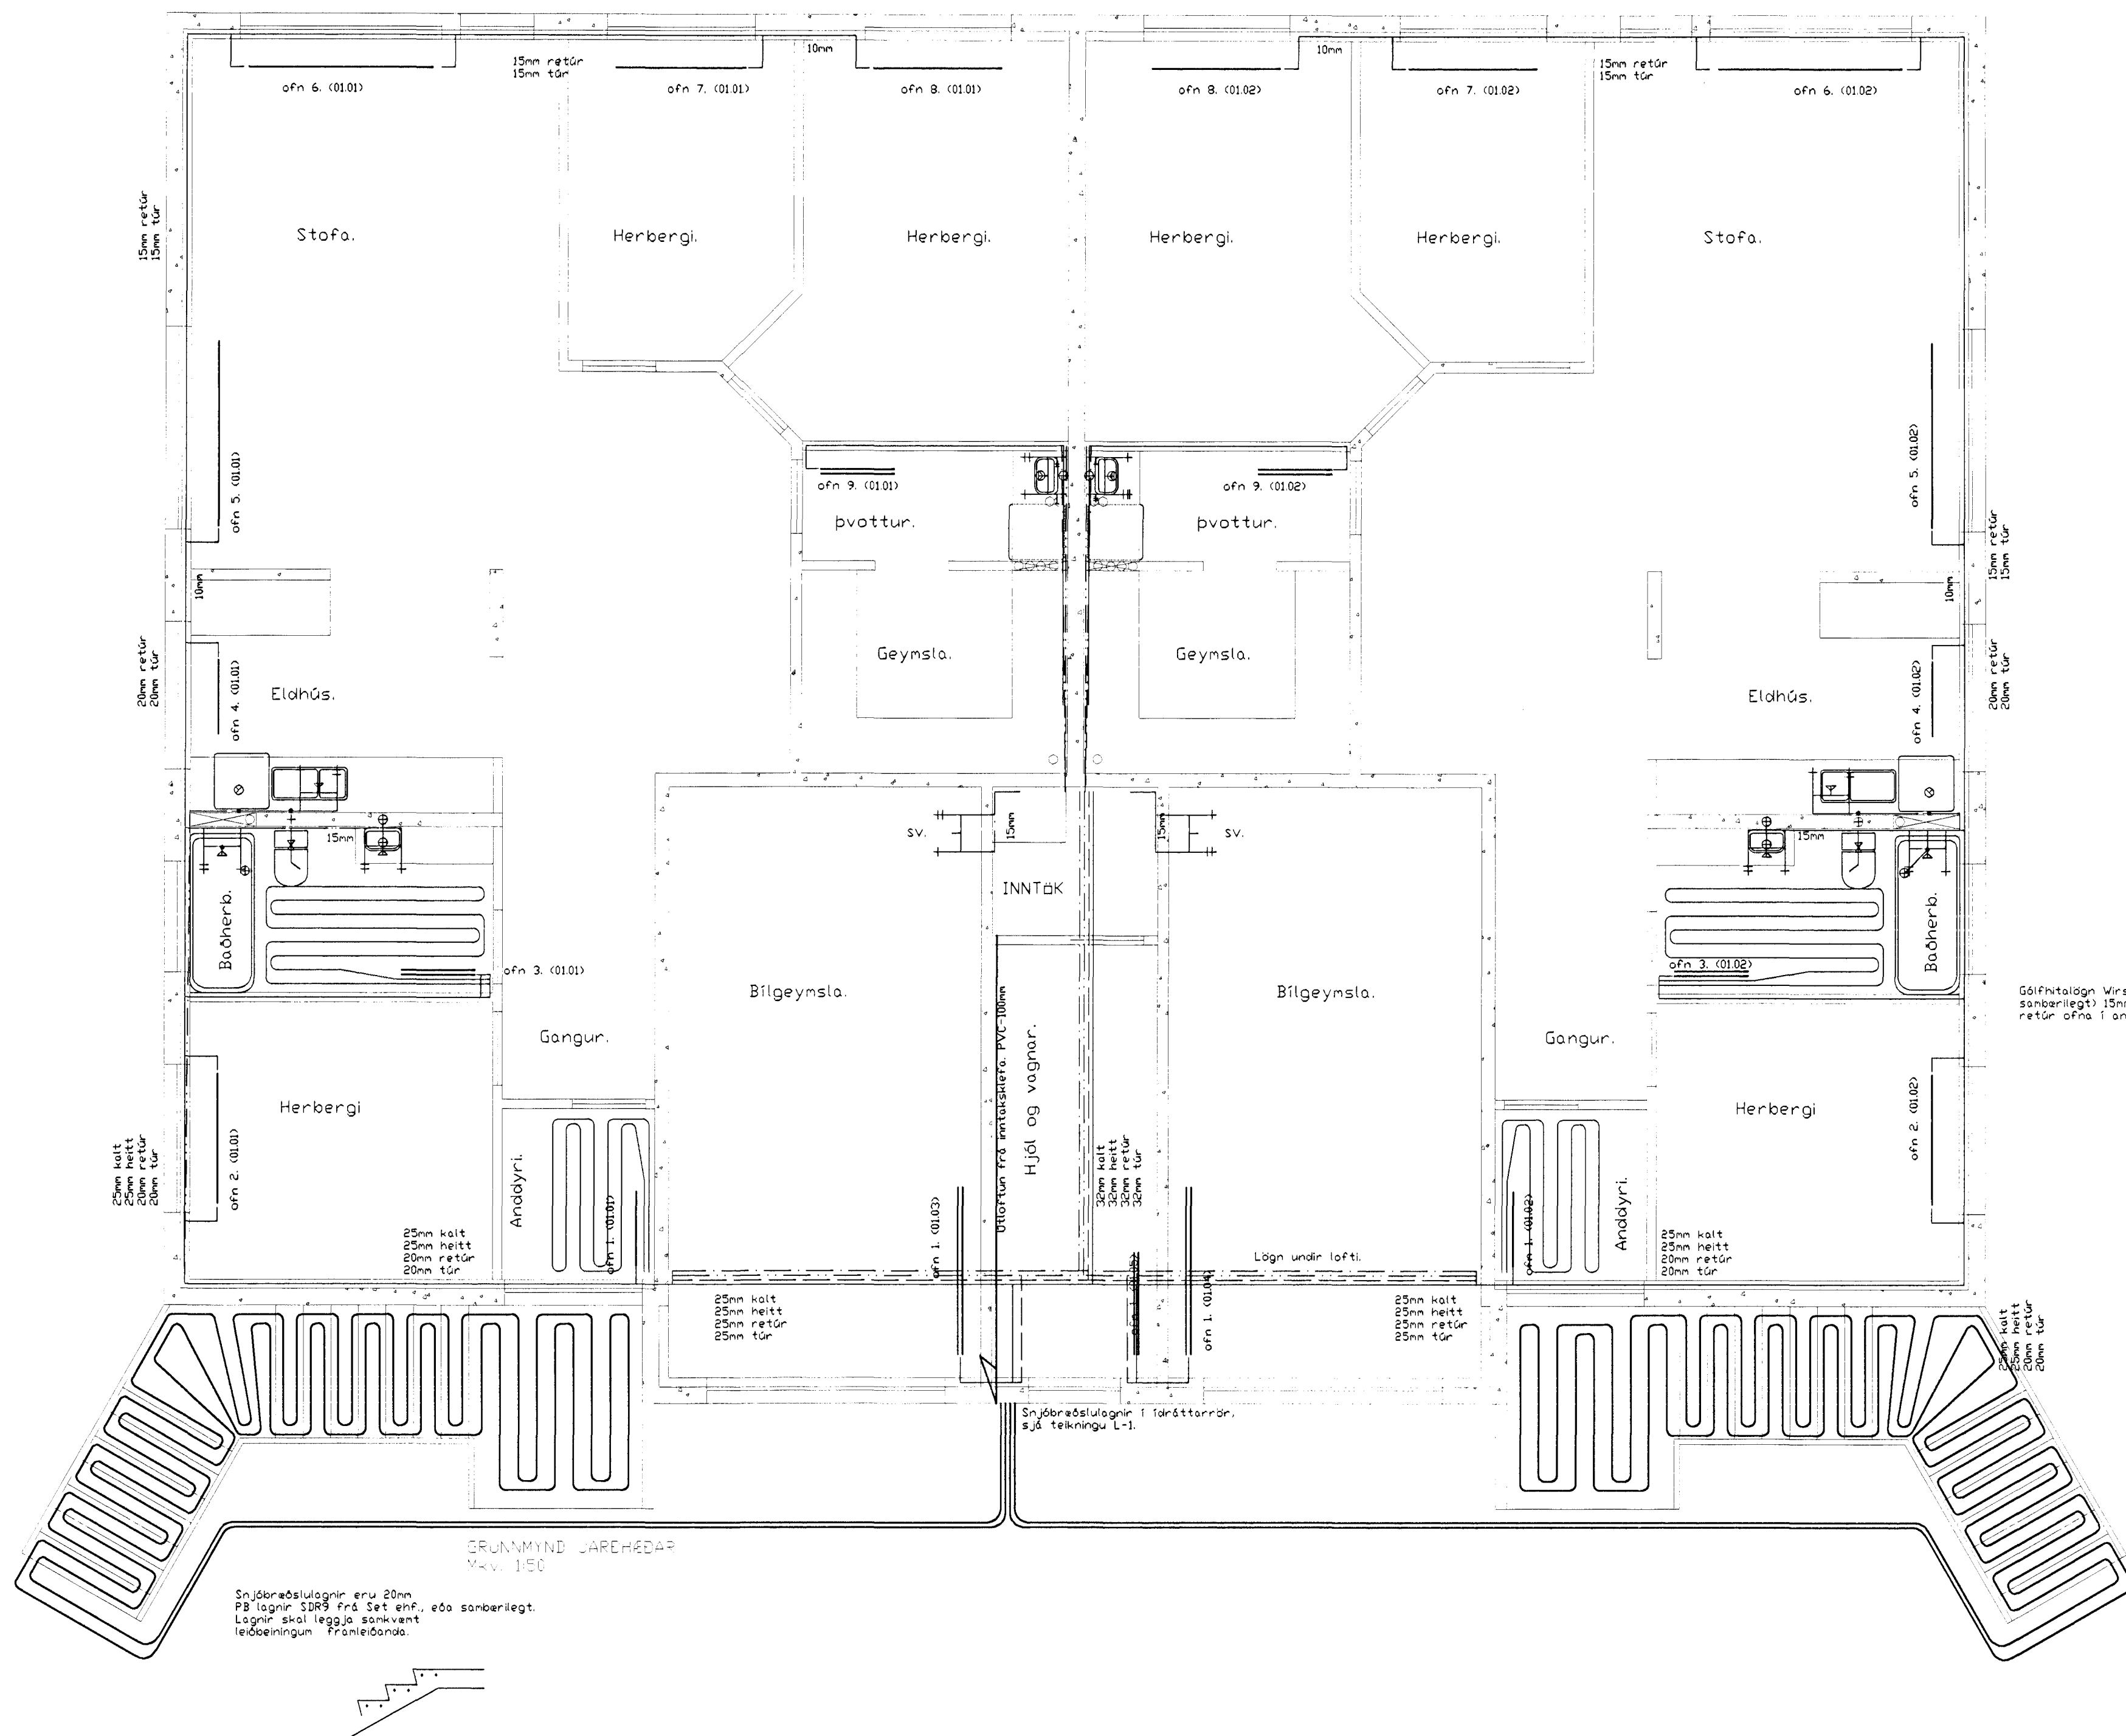 10mm
10mm
15mm retúr
15mm túr
15mm retúr
15mm túr
ofn 6. (01.01)
ofn 7. (01.01)
ofn 8. (01.01)
ofn 8. (01.02)
ofn 7. (01.02)
ofn 6. (01.02)
15mm retúr
15mm túr
Stofa.
Herbergi.
Herbergi.
Herbergi.
Herbergi.
Stofa.
ofn 5. (01.01)
ofn 9. (01.01)
ofn 9. (01.02)
ofn 5. (01.02)
þvottur.
þvottur.
15mm retúr
15mm túr
10mm
10mm
20mm retúr
20mm túr
ofn 4. (01.01)
Eldhús.
Geymsla.
Geymsla.
Eldhús.
ofn 4. (01.02)
20mm retúr
20mm túr
15mm
sv.
15mm
15mm
sv.
15mm
INNTÖK
Baðherb.
Baðherb.
ofn 3. (01.01)
ofn 3. (01.02)
Bílgeymsla.
Bílgeymsla.
Gólfhitalögn Wirs
sambærilegt) 15mm
retúr ofna í an
Gangur.
Gangur.
Útloftun frá inntaksklefa. PVC-100mm
Hjól og vagnar.
Herbergi
Herbergi
25mm kalt
25mm heitt
20mm retúr
20mm túr
ofn 2. (01.01)
ofn 2. (01.02)
32mm kalt
32mm heitt
32mm retúr
32mm túr
Anddyri.
Anddyri.
ofn 1. (01.01)
ofn 1. (01.03)
ofn 1. (01.05)
ofn 1. (01.04)
ofn 1. (01.02)
25mm kalt
25mm heitt
20mm retúr
20mm túr
Lögn undir lofti.
25mm kalt
25mm heitt
20mm retúr
20mm túr
25mm kalt
25mm heitt
25mm retúr
25mm túr
25mm kalt
25mm heitt
25mm retúr
25mm túr
25mm kalt
25mm heitt
20mm retúr
20mm túr
Snjóbræðslulagnir í ídráttarrör,
sjá teikningu L-1.
GRUNNMYND JARÐHÆÐAR
Mkv. 1:50
Snjóbræðslulagnir eru 20mm
PB lagnir SDR9 frá Set ehf., eða sambærilegt.
Lagnir skal leggja samkvæmt
leiðbeiningum framleiðanda.